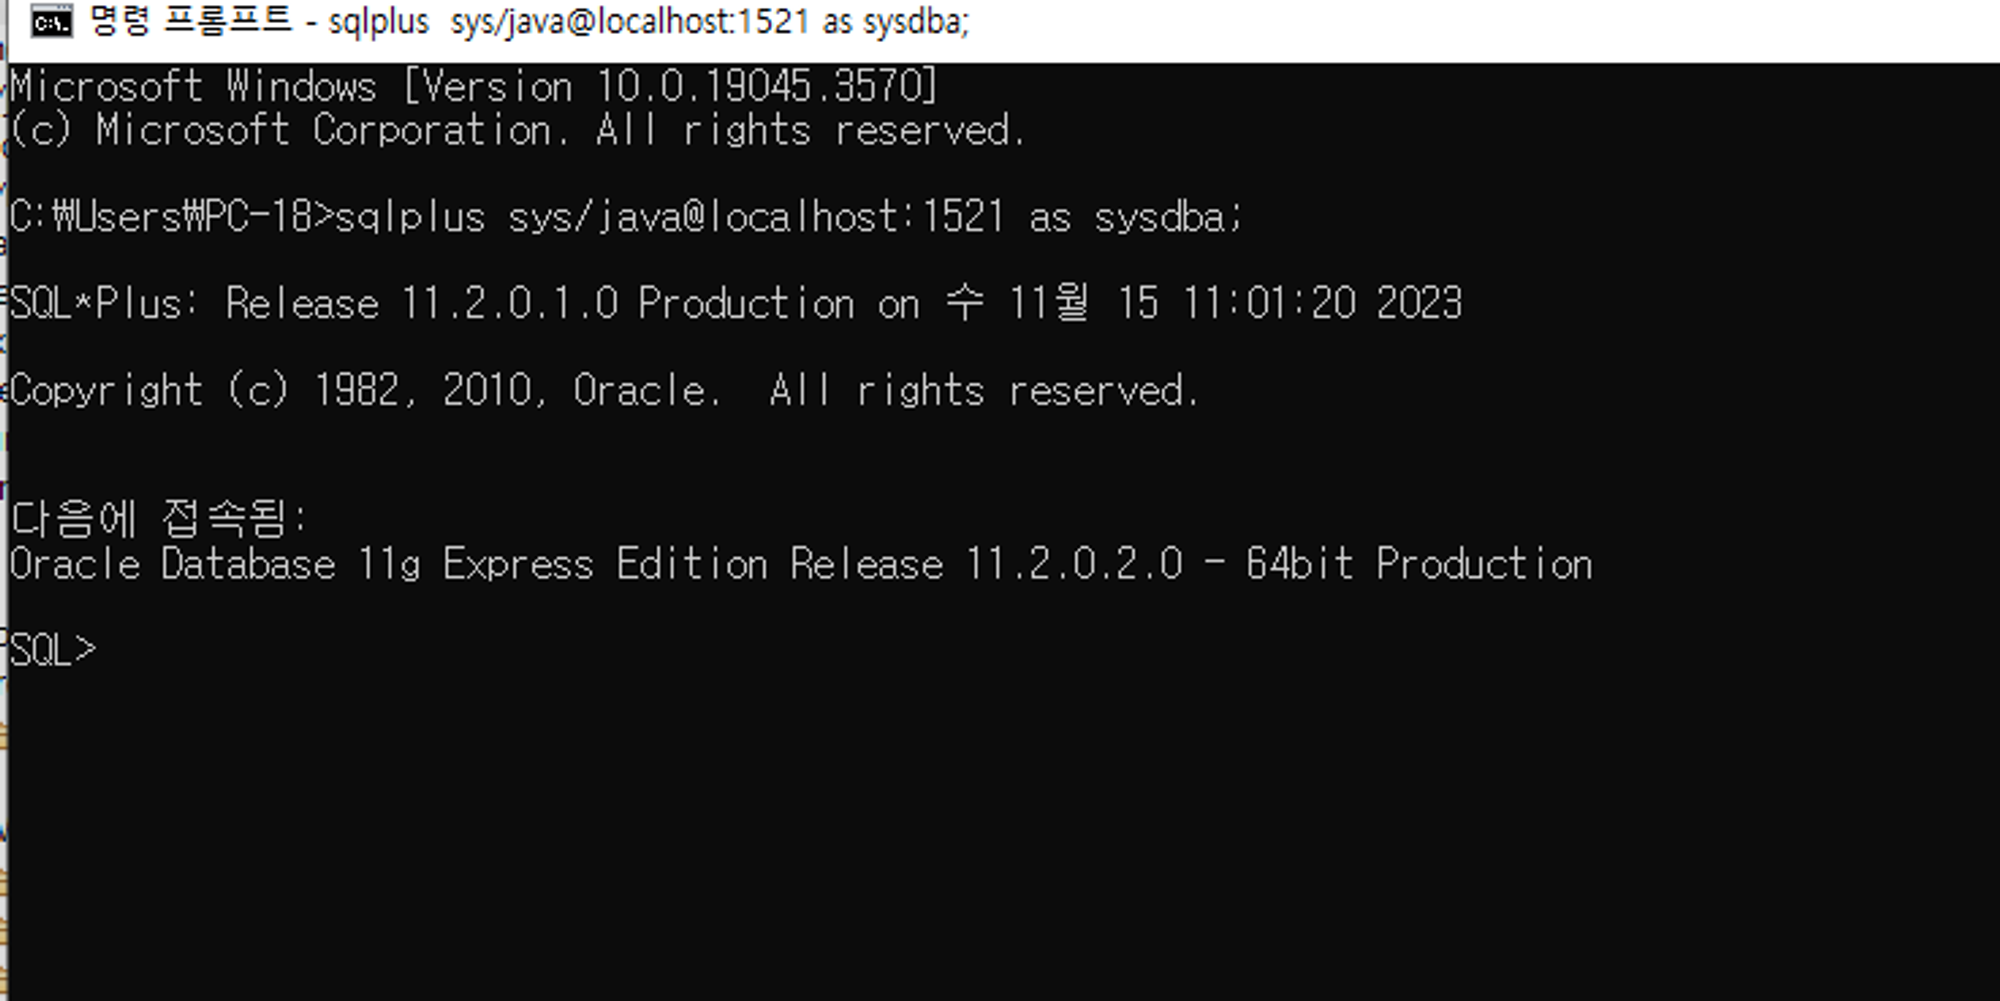 명령 프롬프트 - sqlplus  sys/java@localhost:1521 as sysdba;
Microsoft Windows [Version 10.0.19045.3570]
(c) Microsoft Corporation. All rights reserved.
C:₩Users₩PC-18>sqlplus sys/java@localhost:1521 as sysdba;
SQL*Plus: Release 11.2.0.1.0 Production on 수 11월 15 11:01:20 2023
Copyright (c) 1982, 2010, Oracle.  All rights reserved.
다음에 접속됨:
Oracle Database 11g Express Edition Release 11.2.0.2.0 - 64bit Production
SQL>